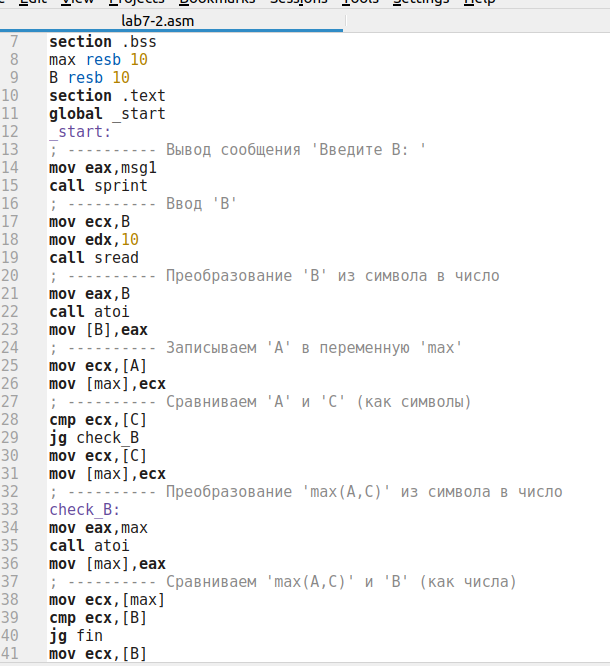 Edit View Projects Bookmarks Sessions Tools Settings Help
lab7-2.asm
7 section .bss
8 max resb 10
9 B resb 10
10 section .text
11 global _start
12 _start:
13 ; ---------- Вывод сообщения 'Введите B: '
14 mov eax,msg1
15 call sprint
16 ; ---------- Ввод 'B'
17 mov ecx,B
18 mov edx,10
19 call sread
20 ; ---------- Преобразование 'B' из символа в число
21 mov eax,B
22 call atoi
23 mov [B],eax
24 ; ---------- Записываем 'A' в переменную 'max'
25 mov ecx,[A]
26 mov [max],ecx
27 ; ---------- Сравниваем 'A' и 'C' (как символы)
28 cmp ecx,[C]
29 jg check_B
30 mov ecx,[C]
31 mov [max],ecx
32 ; ---------- Преобразование 'max(A,C)' из символа в число
33 check_B:
34 mov eax,max
35 call atoi
36 mov [max],eax
37 ; ---------- Сравниваем 'max(A,C)' и 'B' (как числа)
38 mov ecx,[max]
39 cmp ecx,[B]
40 jg fin
41 mov ecx,[B]